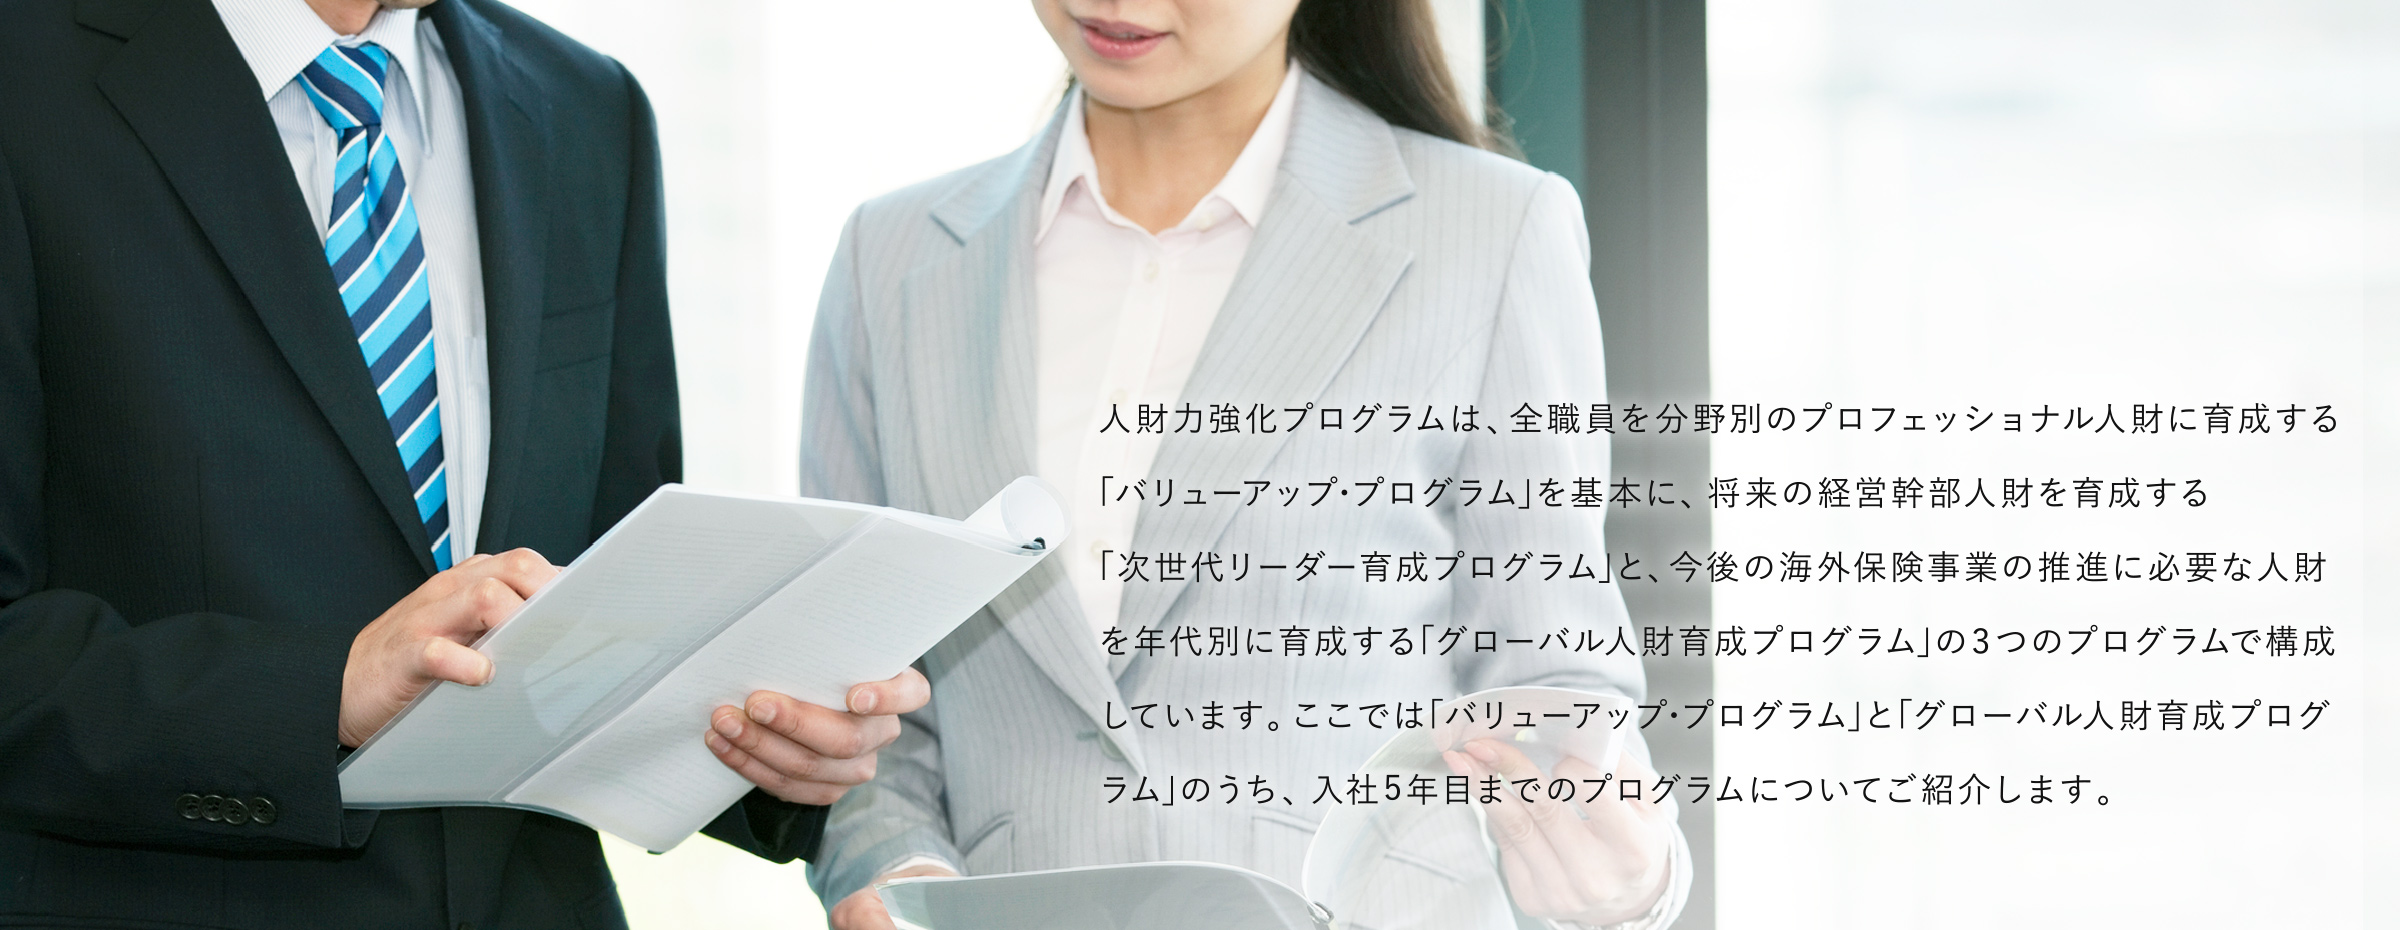 人財力強化プログラムは、全職員を分野別のプロフェッショナル人財に育成する
「バリューアップ・プログラム」を基本に、将来の経営幹部人財を育成する
「次世代リーダー育成プログラム」と、今後の海外保険事業の推進に必要な人財
を年代別に育成する「グローバル人財育成プログラム」の3つのプログラムで構成
しています。ここでは「バリューアップ・プログラム」と「グローバル人財育成プログ
ラム」のうち、入社5年目までのプログラムについてご紹介します。